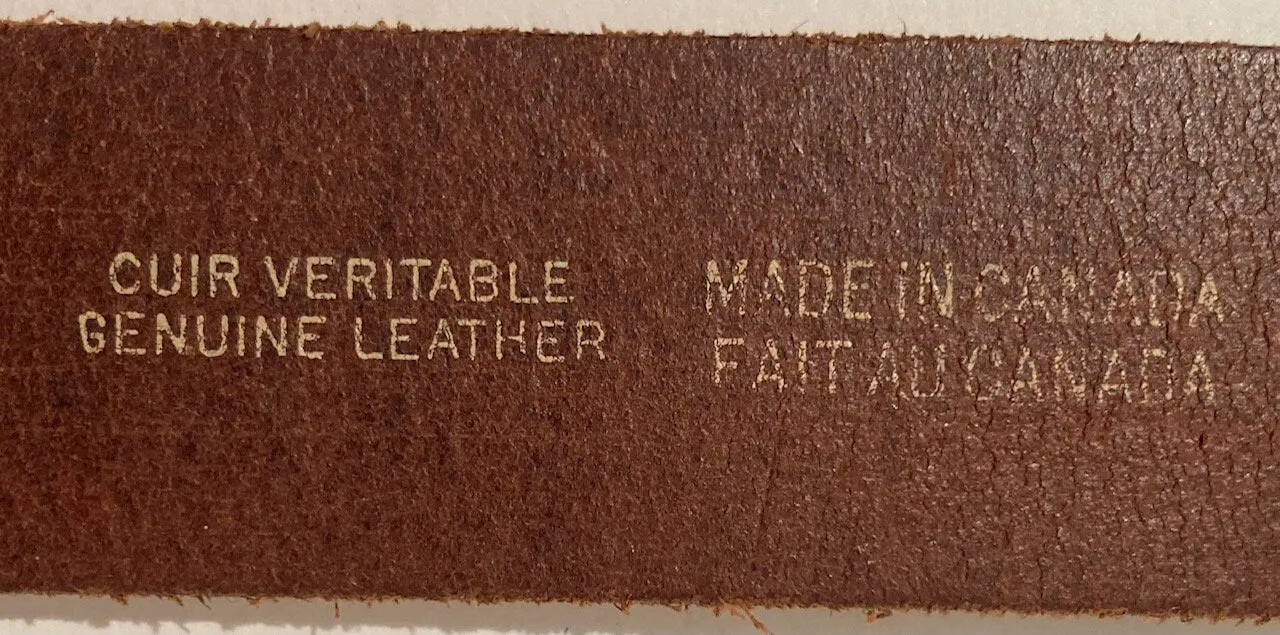 CUIR VERITABLE
GENUINE LEATHER
MADE IN CANADA
FAIT AU CANADA